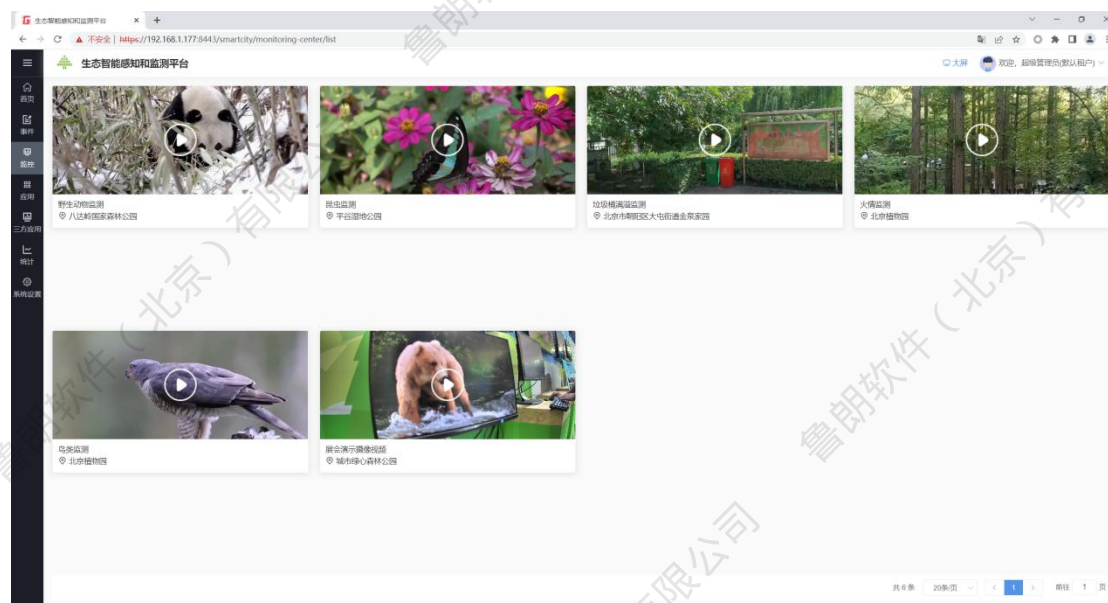 生态智能感知和监测平台
不安全 | https://192.168.1.177:8443/smartcity/monitoring-center/list
生态智能感知和监测平台
大屏
欢迎，超级管理员(默认租户)
首页
事件
监控
应用
三方应用
统计
系统设置
野生动物监测
八达岭国家森林公园
昆虫监测
平谷湿地公园
垃圾桶满溢监测
北京市朝阳区大屯街道金泉家园
火情监测
北京植物园
鸟类监测
北京植物园
展会演示摄像视频
城市绿心森林公园
共 6 条 20条/页 < 1 > 前往 1 页
鲁朗软件（北京）有限公司